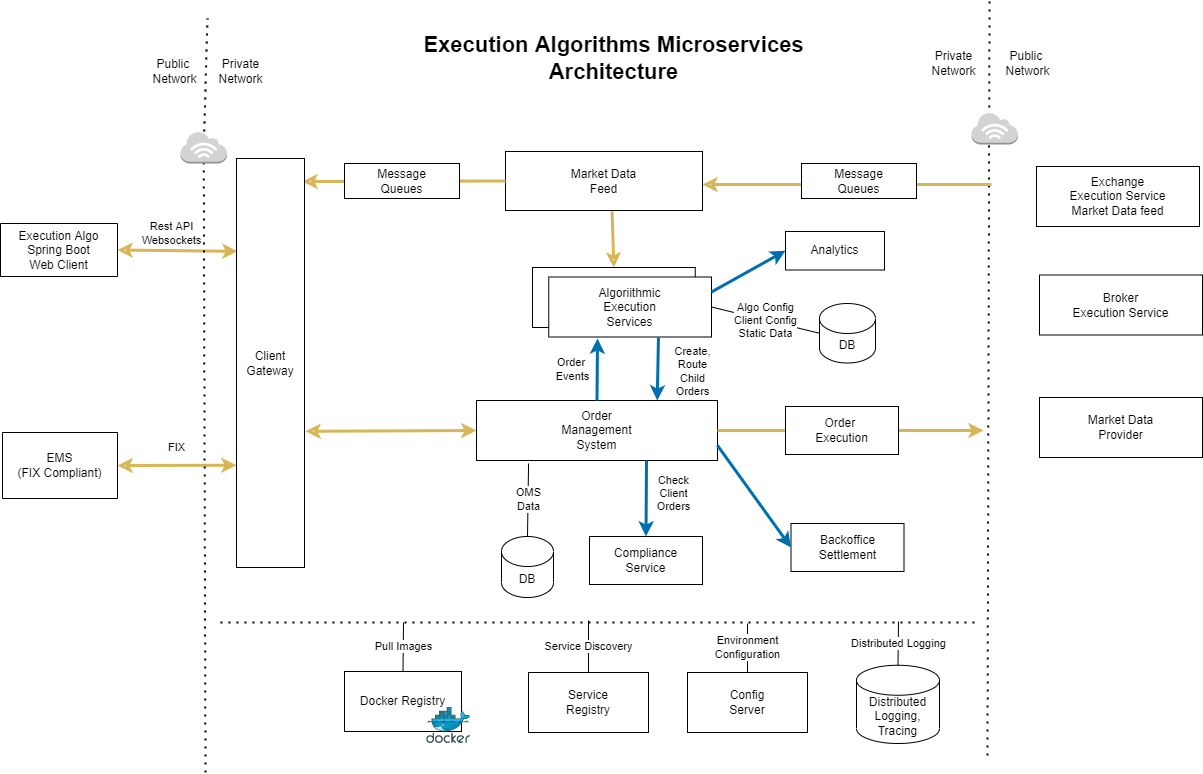 Execution Algorithms Microservices
Architecture
Public
Network
Private
Network
Private
Network
Public
Network
Message
Queues
Market Data
Feed
Message
Queues
Exchange
Execution Service
Market Data feed
Execution Algo
Spring Boot
Web Client
Rest API
Websockets
Analytics
Algoriithmic
Execution
Services
Algo Config
Client Config
Static Data
DB
Broker
Execution Service
Client
Gateway
Order
Events
Create,
Route
Child
Orders
Order
Management
System
Order
Execution
Market Data
Provider
EMS
(FIX Compliant)
FIX
OMS
Data
DB
Check
Client
Orders
Compliance
Service
Backoffice
Settlement
Pull Images
Service Discovery
Environment
Configuration
Distributed Logging
Docker Registry
docker
Service
Registry
Config
Server
Distributed
Logging,
Tracing